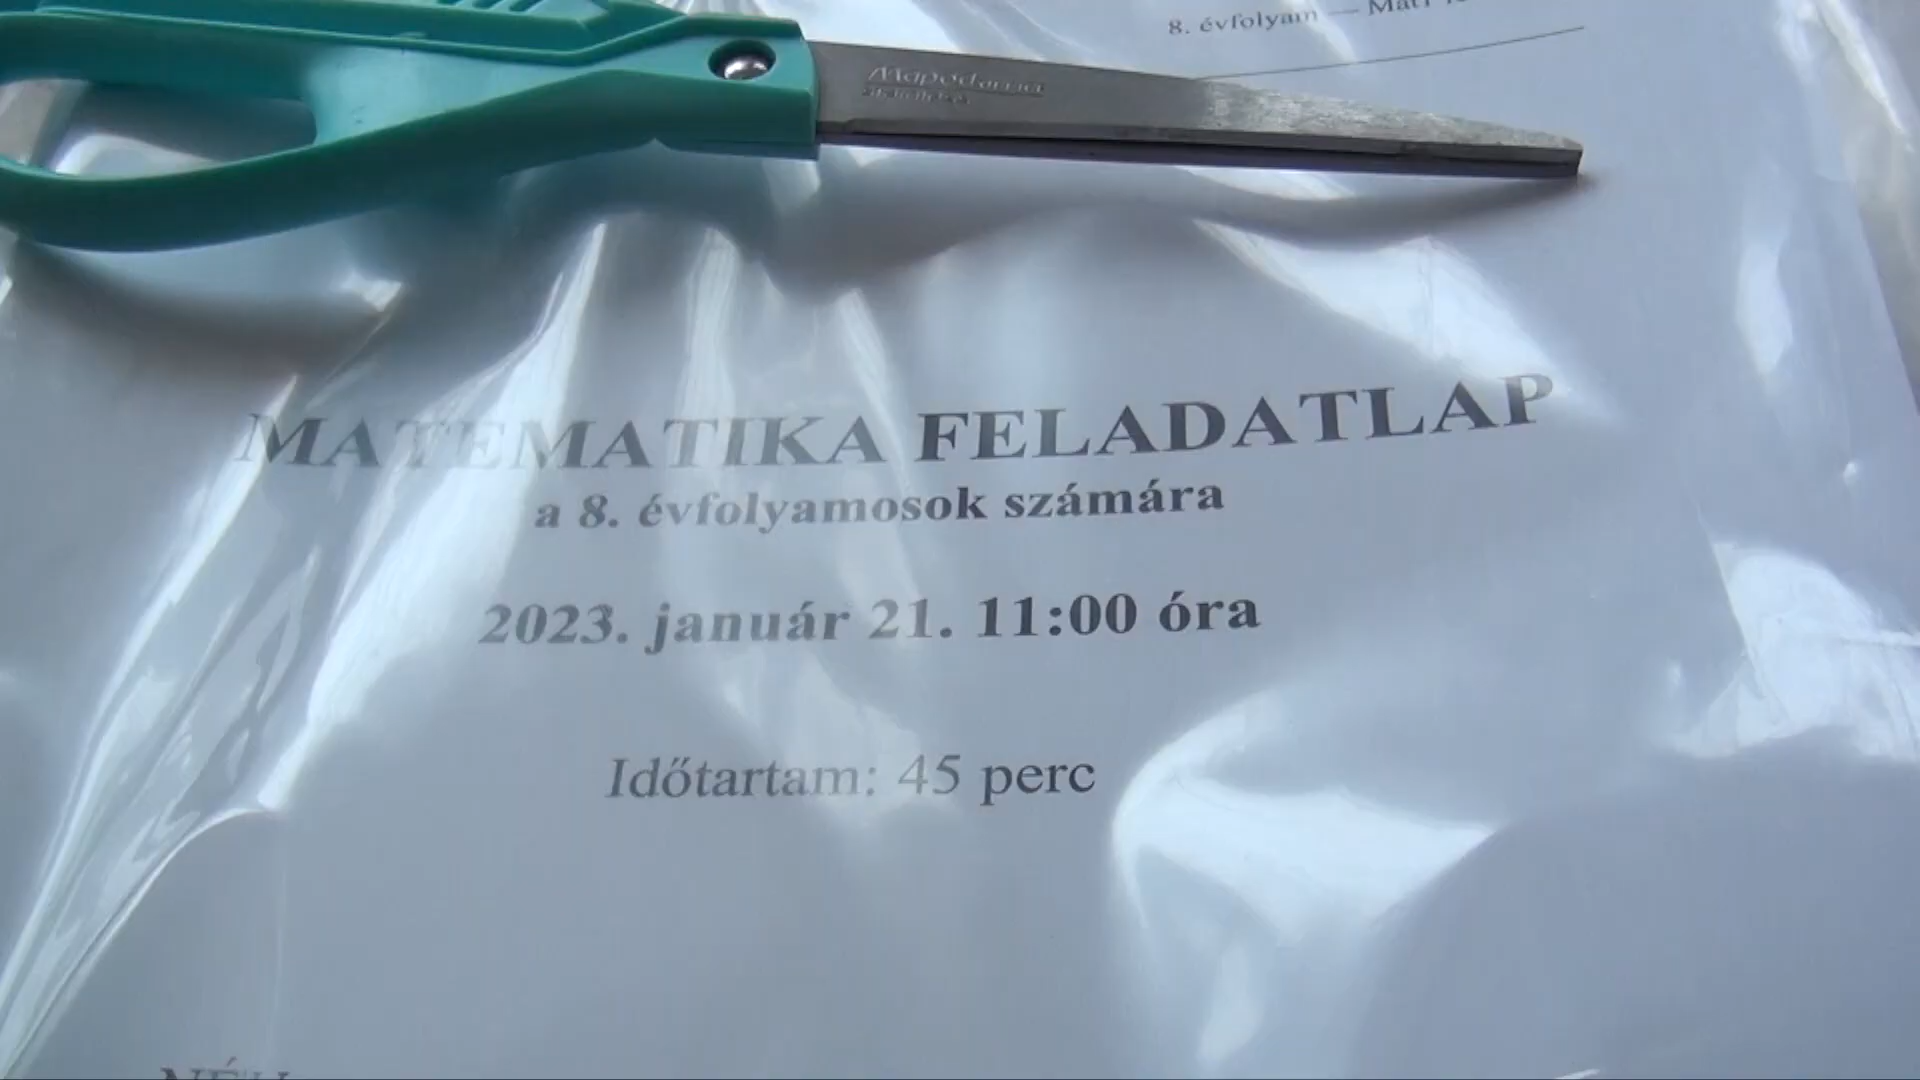 8. évfolyam —
MATEMATIKA FELADATLAP
a 8. évfolyamosok számára
2023. január 21. 11:00 óra
Időtartam: 45 perc